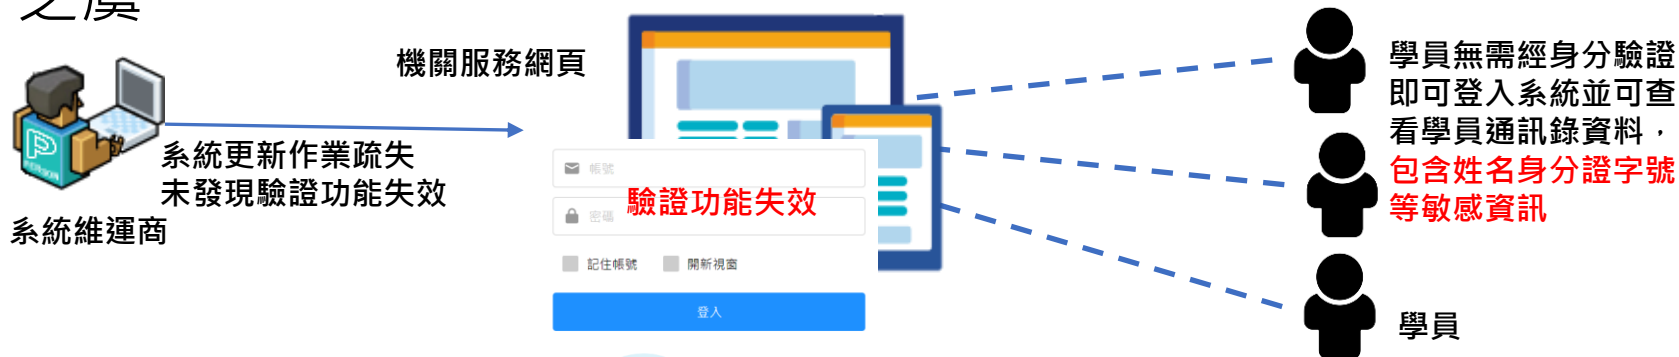 之虞
機關服務網頁
系統更新作業疏失
未發現驗證功能失效
系統維運商
帳號
驗證功能失效
密碼
記住帳號 開新視窗
登入
學員無需經身分驗證
即可登入系統並可查
看學員通訊錄資料，
包含姓名身分證字號
等敏感資訊
學員